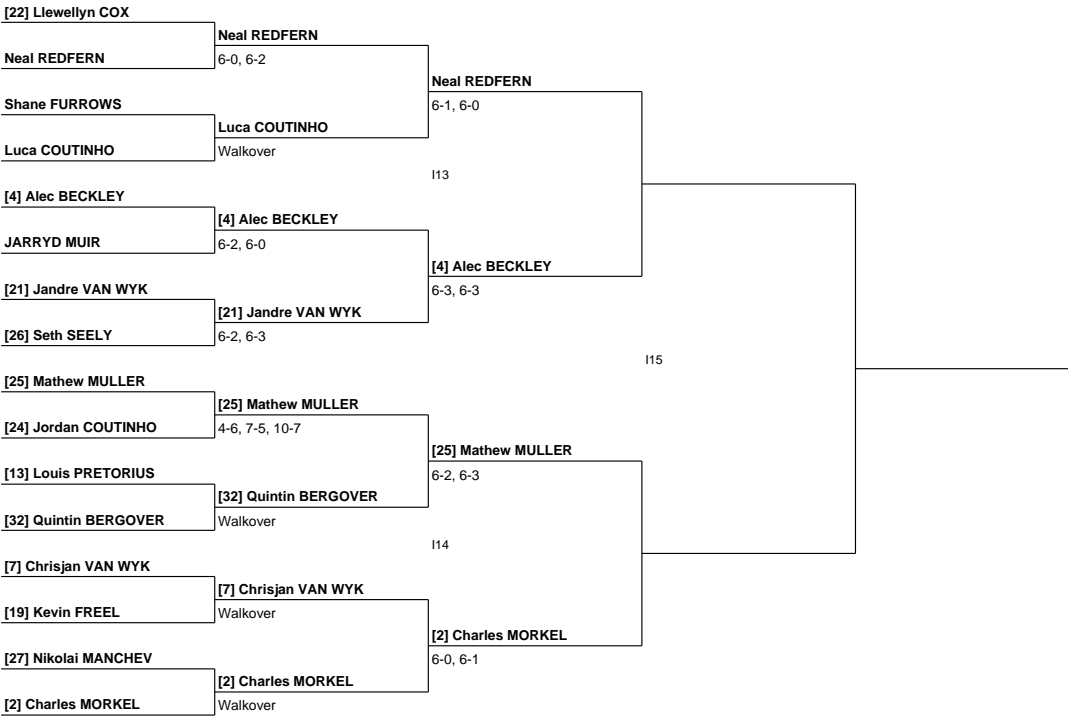 [22] Llewellyn COX
Neal REDFERN
Neal REDFERN
6-0, 6-2
Neal REDFERN
6-1, 6-0
Shane FURROWS
Luca COUTINHO
Luca COUTINHO
Walkover
I13
[4] Alec BECKLEY
[4] Alec BECKLEY
JARRYD MUIR
6-2, 6-0
[4] Alec BECKLEY
6-3, 6-3
[21] Jandre VAN WYK
[21] Jandre VAN WYK
[26] Seth SEELY
6-2, 6-3
I15
[25] Mathew MULLER
[25] Mathew MULLER
[24] Jordan COUTINHO
4-6, 7-5, 10-7
[25] Mathew MULLER
6-2, 6-3
[13] Louis PRETORIUS
[32] Quintin BERGOVER
[32] Quintin BERGOVER
Walkover
I14
[7] Chrisjan VAN WYK
[7] Chrisjan VAN WYK
[19] Kevin FREEL
Walkover
[2] Charles MORKEL
6-0, 6-1
[27] Nikolai MANCHEV
[2] Charles MORKEL
[2] Charles MORKEL
Walkover